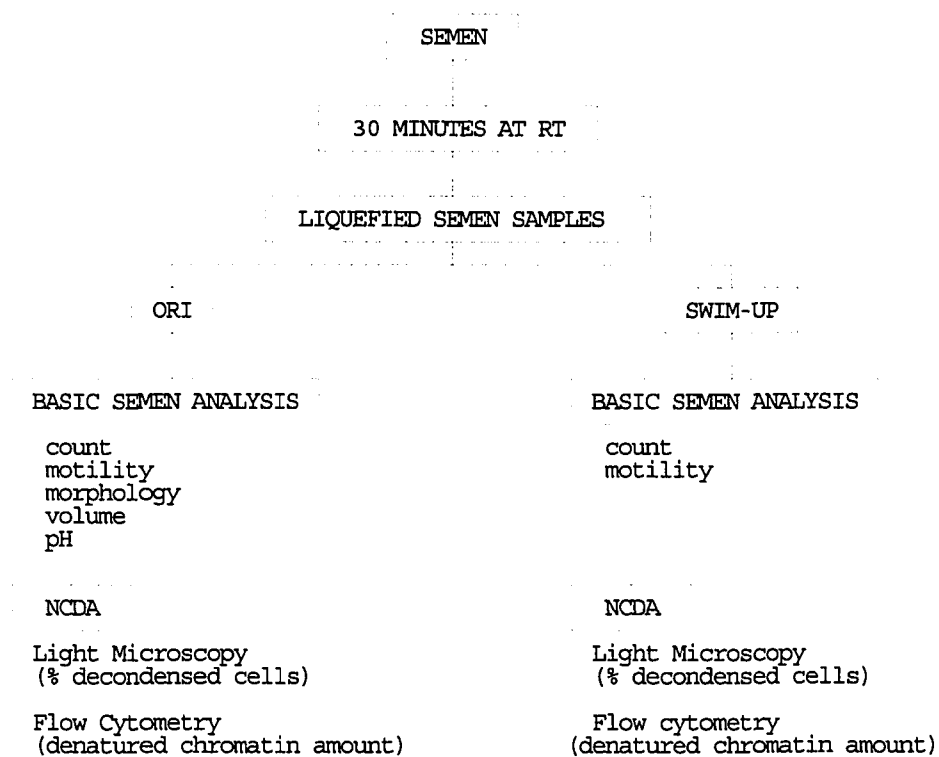 SEMEN
30 MINUTES AT RT
LIQUEFIED SEMEN SAMPLES
ORI
SWIM-UP
BASIC SEMEN ANALYSIS
count
motility
morphology
volume
pH
NCDA
Light Microscopy
(% decondensed cells)
Flow Cytometry
(denatured chromatin amount)
BASIC SEMEN ANALYSIS
count
motility
NCDA
Light Microscopy
(% decondensed cells)
Flow cytometry
(denatured chromatin amount)